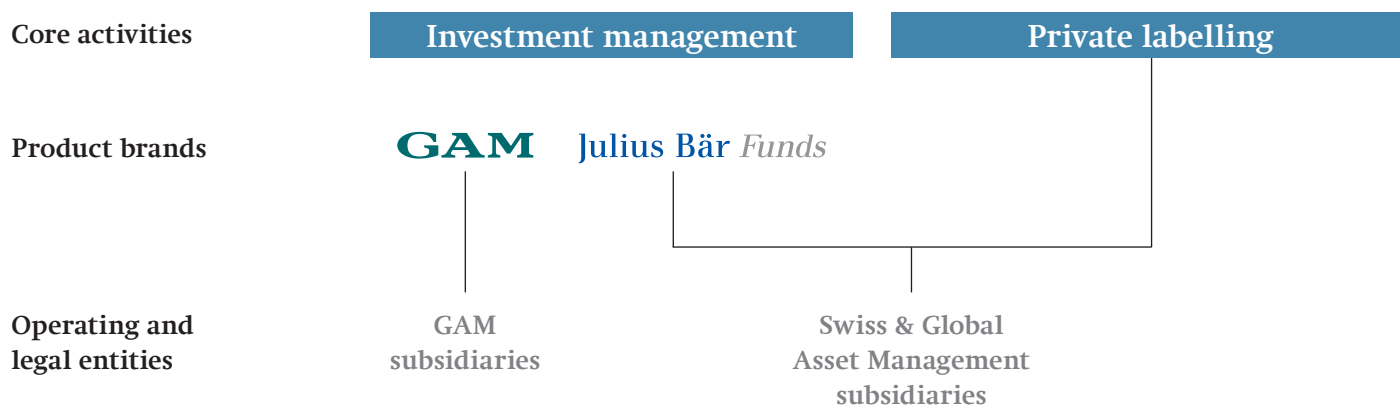 Core activities
Investment management
Private labelling
Product brands
GAM
Julius Bär Funds
Operating and
legal entities
GAM
subsidiaries
Swiss & Global
Asset Management
subsidiaries